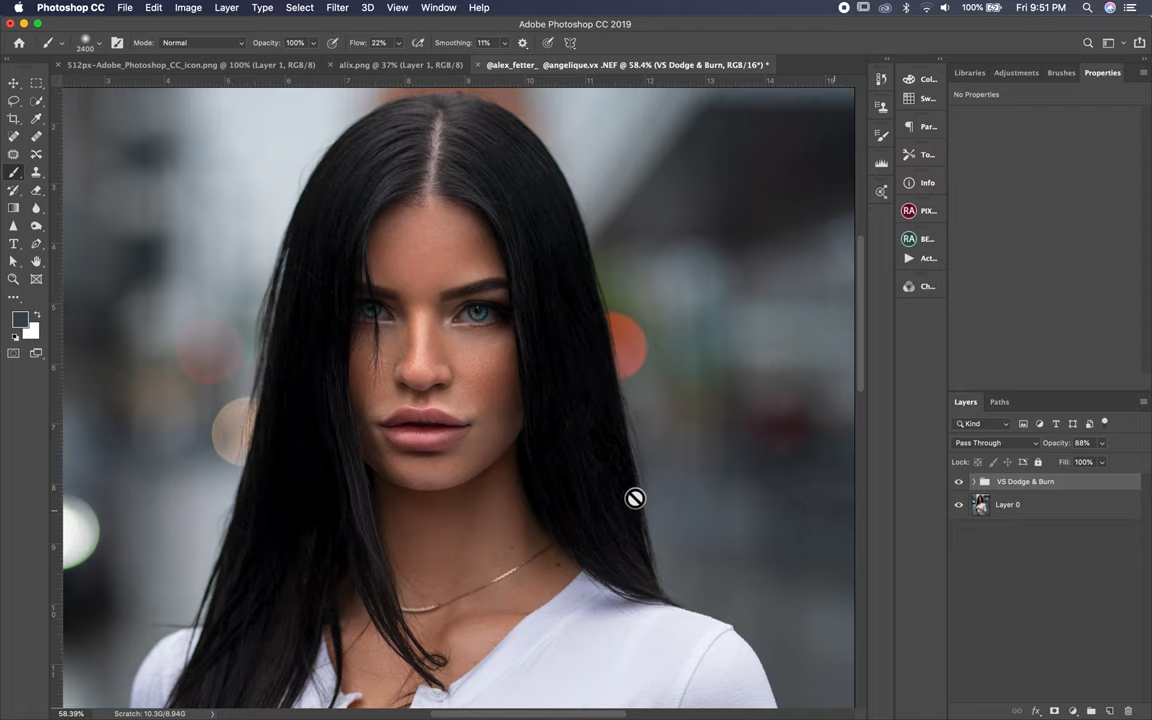 Photoshop CC File Edit Image Layer Type Select Filter 3D View Window Help 100% Fri 9:51 PM
Adobe Photoshop CC 2019
2400 Mode: Normal Opacity: 100% Flow: 22% Smoothing: 11%
× 512px-Adobe_Photoshop_CC_icon.png @ 100% (Layer 1, RGB/8) × alix.png @ 37% (Layer 1, RGB/8) × @alex_fetter_ @angelique.vx .NEF @ 58.4% (VS Dodge & Burn, RGB/16*) *
Libraries Adjustments Brushes Properties
No Properties
Col...
Sw...
Par...
To...
Info
RA PIX...
RA BE...
Act...
Ch...
Layers Paths
Kind
Pass Through Opacity: 88%
Lock: Fill: 100%
VS Dodge & Burn
Layer 0
58.39% Scratch: 10.3G/8.94G